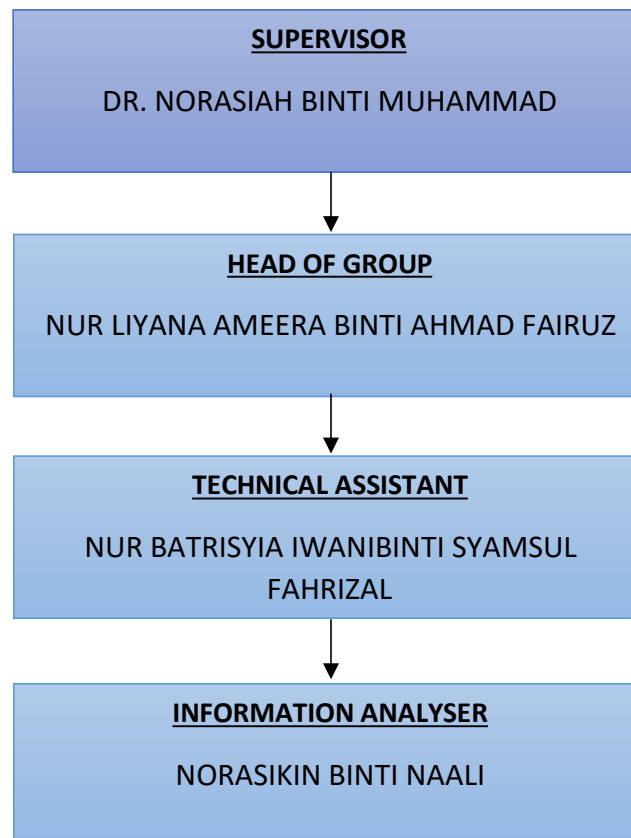 SUPERVISOR
DR. NORASIAH BINTI MUHAMMAD
HEAD OF GROUP
NUR LIYANA AMEERA BINTI AHMAD FAIRUZ
TECHNICAL ASSISTANT
NUR BATRISYIA IWANIBINTI SYAMSUL
FAHRIZAL
INFORMATION ANALYSER
NORASIKIN BINTI NAALI